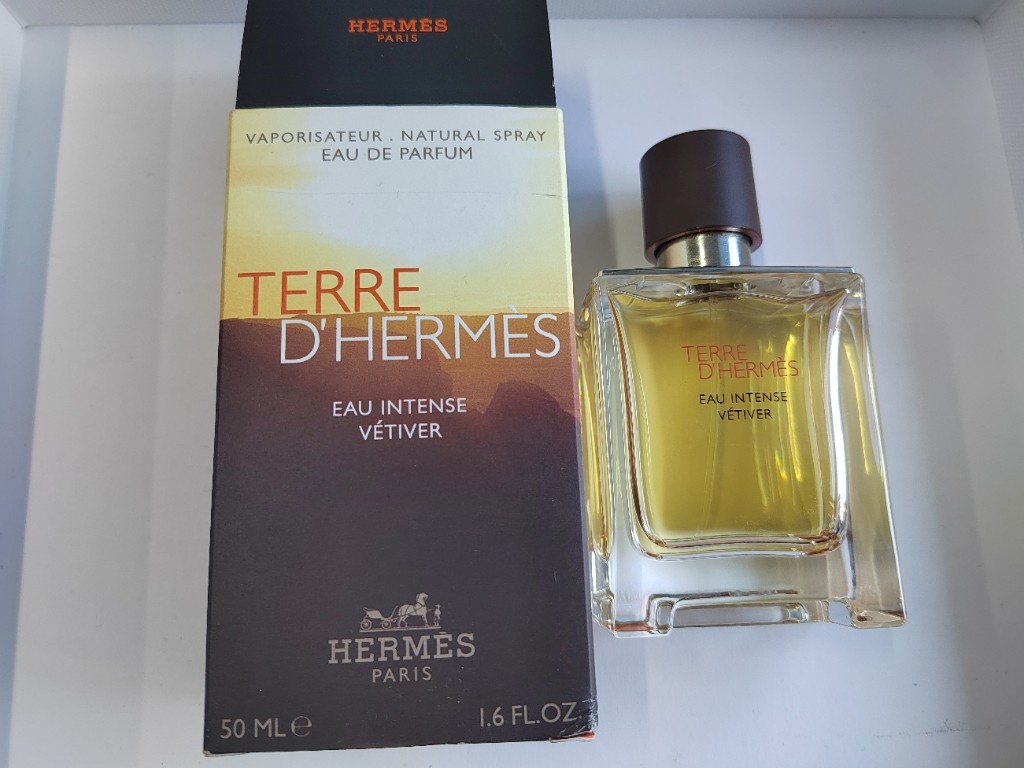 HERMÈS
PARIS
VAPORISATEUR . NATURAL SPRAY
EAU DE PARFUM
TERRE
D'HERMÈS
EAU INTENSE
VÉTIVER
HERMÈS
PARIS
50 ML ℮
1.6 FL.OZ.
TERRE
D'HERMÈS
EAU INTENSE
VÉTIVER